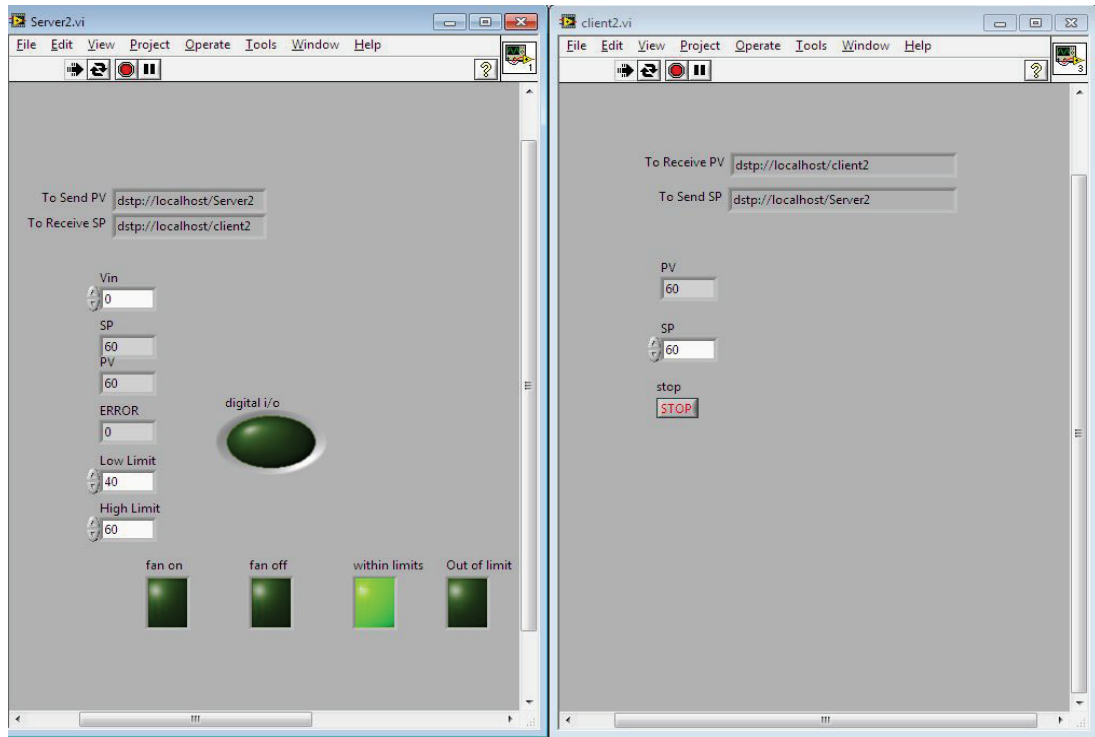 Server2.vi
File Edit View Project Operate Tools Window Help
1
To Send PV dstp://localhost/Server2
To Receive SP dstp://localhost/client2
Vin
0
SP
60
PV
60
ERROR
0
digital i/o
Low Limit
40
High Limit
60
fan on fan off within limits Out of limit
client2.vi
File Edit View Project Operate Tools Window Help
3
To Receive PV dstp://localhost/client2
To Send SP dstp://localhost/Server2
PV
60
SP
60
stop
STOP